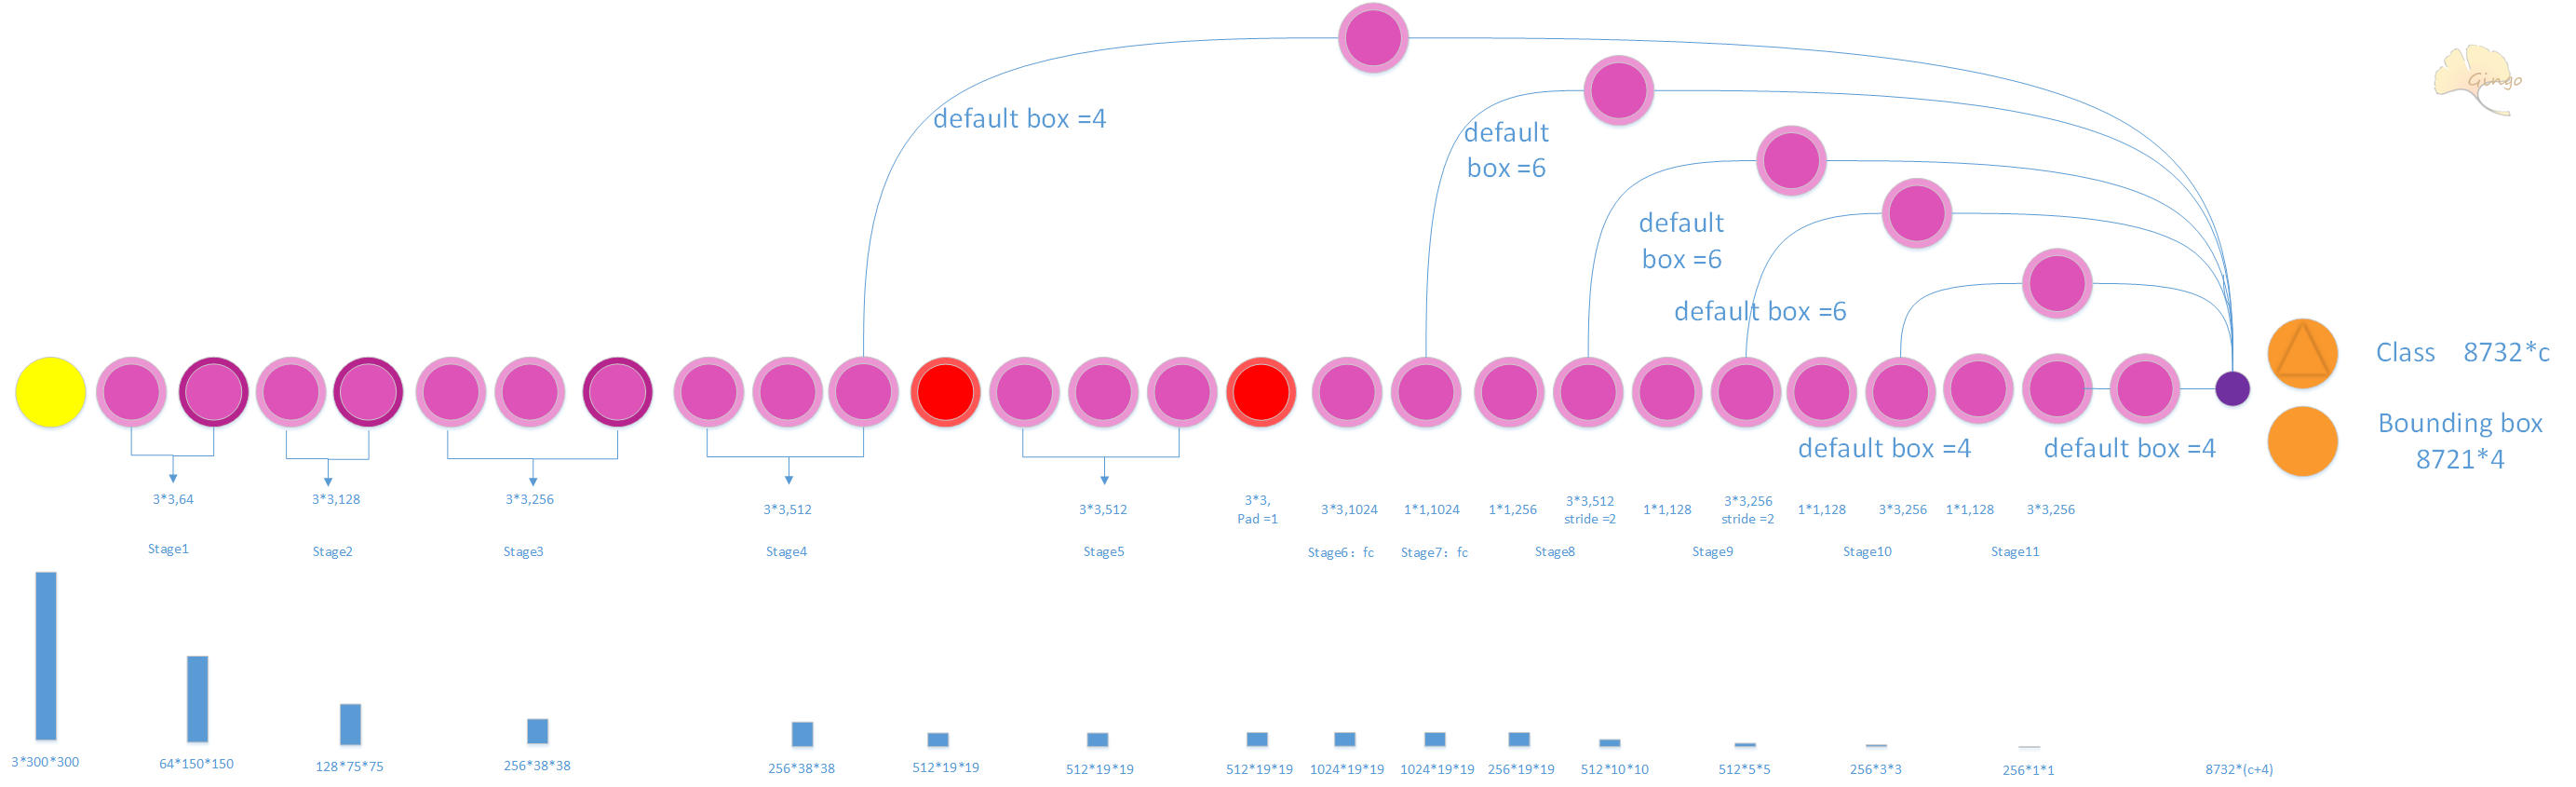 Gingo
default box =4
default
box =6
default
box =6
default box =6
Class 8732*c
Bounding box
8721*4
default box =4
default box =4
3*3,64
3*3,128
3*3,256
3*3,512
3*3,512
3*3,
Pad =1
3*3,1024
1*1,1024
1*1,256
3*3,512
stride =2
1*1,128
3*3,256
stride =2
1*1,128
3*3,256
1*1,128
3*3,256
Stage1
Stage2
Stage3
Stage4
Stage5
Stage6：fc
Stage7：fc
Stage8
Stage9
Stage10
Stage11
3*300*300
64*150*150
128*75*75
256*38*38
256*38*38
512*19*19
512*19*19
512*19*19
1024*19*19
1024*19*19
256*19*19
512*10*10
512*5*5
256*3*3
256*1*1
8732*(c+4)